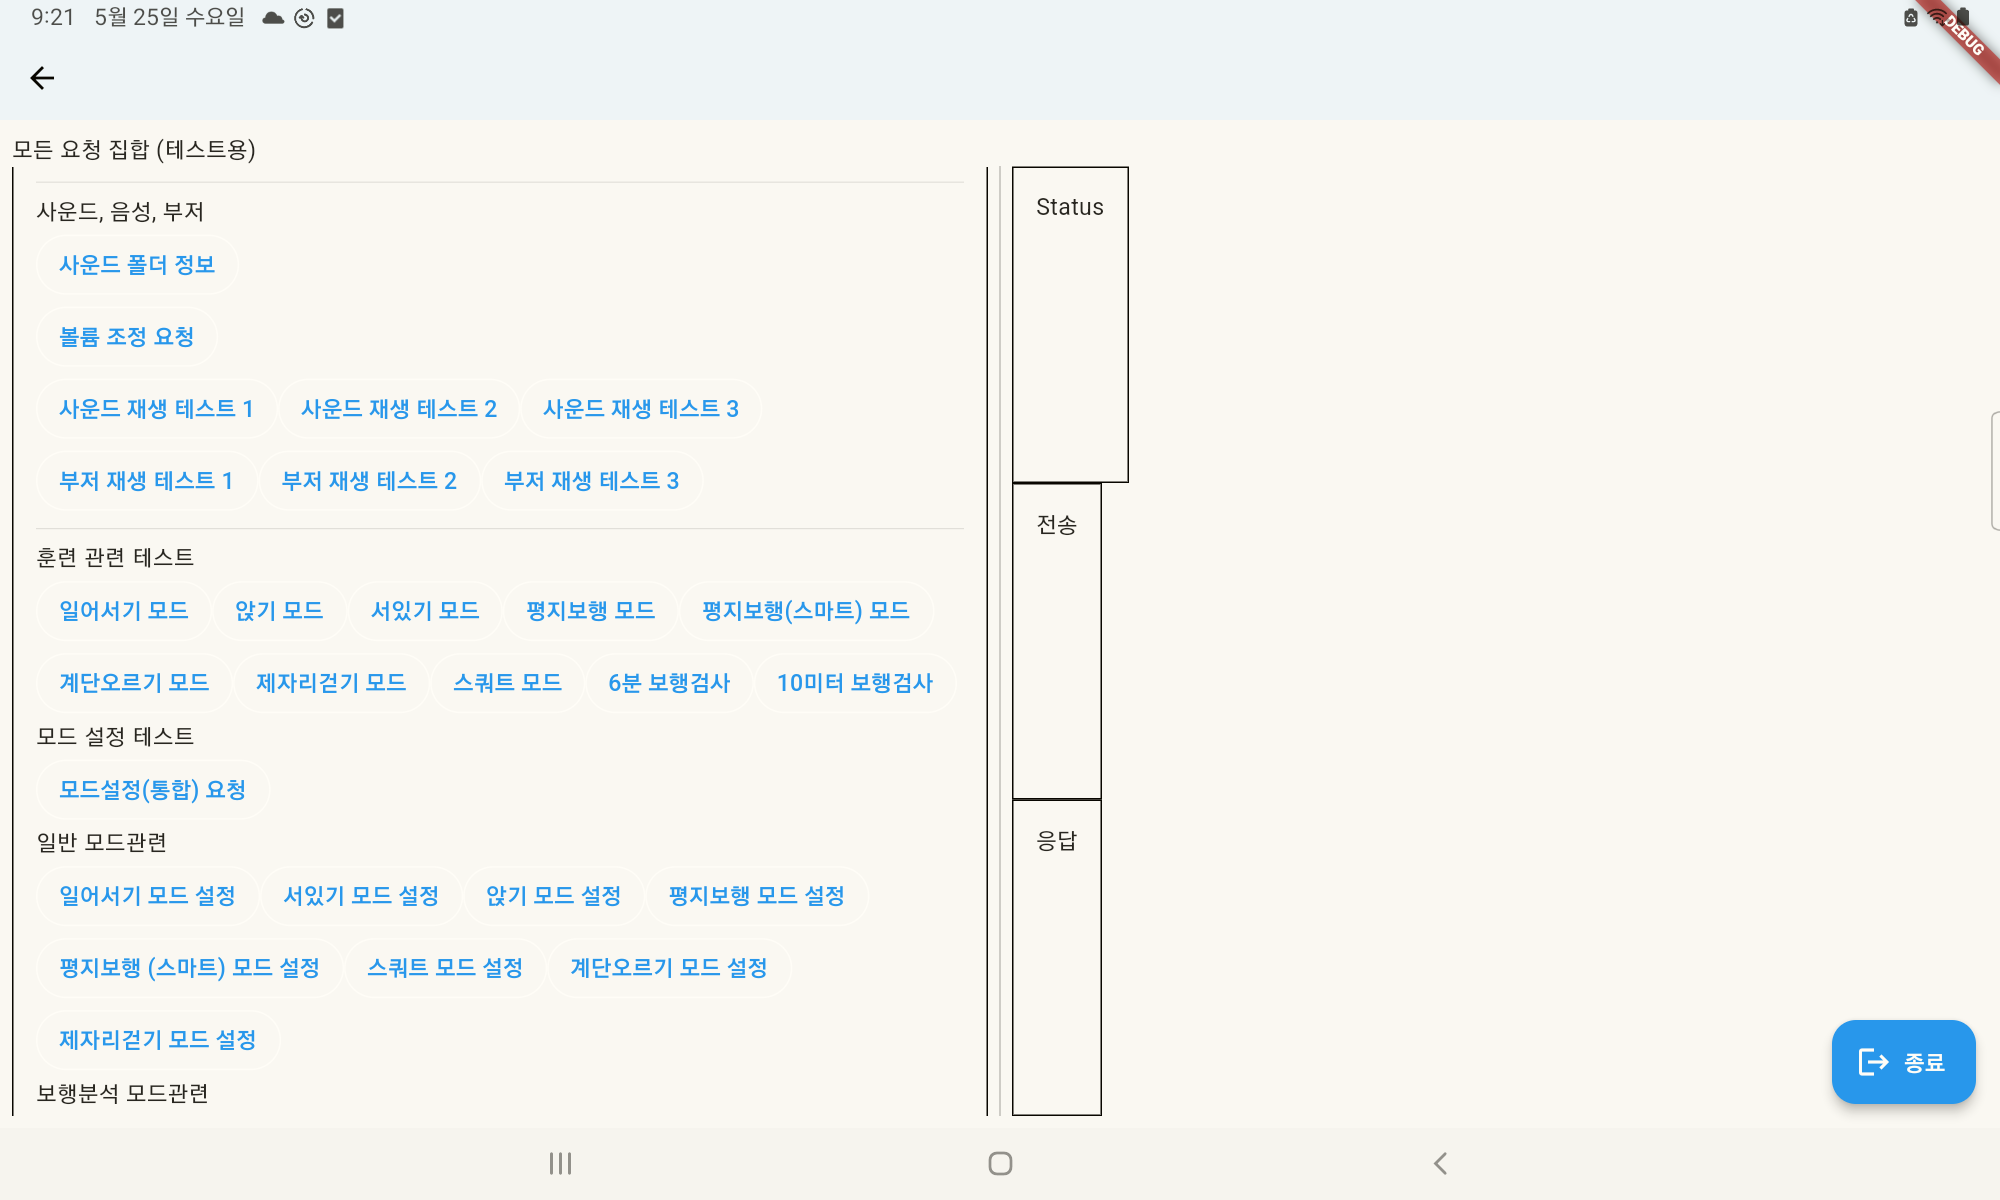 9:21 5월 25일 수요일
DEBUG
모든 요청 집합 (테스트용)
사운드, 음성, 부저
사운드 폴더 정보
볼륨 조정 요청
사운드 재생 테스트 1 사운드 재생 테스트 2 사운드 재생 테스트 3
부저 재생 테스트 1 부저 재생 테스트 2 부저 재생 테스트 3
훈련 관련 테스트
일어서기 모드 앉기 모드 서있기 모드 평지보행 모드 평지보행(스마트) 모드
계단오르기 모드 제자리걷기 모드 스쿼트 모드 6분 보행검사 10미터 보행검사
모드 설정 테스트
모드설정(통합) 요청
일반 모드관련
일어서기 모드 설정 서있기 모드 설정 앉기 모드 설정 평지보행 모드 설정
평지보행 (스마트) 모드 설정 스쿼트 모드 설정 계단오르기 모드 설정
제자리걷기 모드 설정
보행분석 모드관련
Status
전송
응답
종료